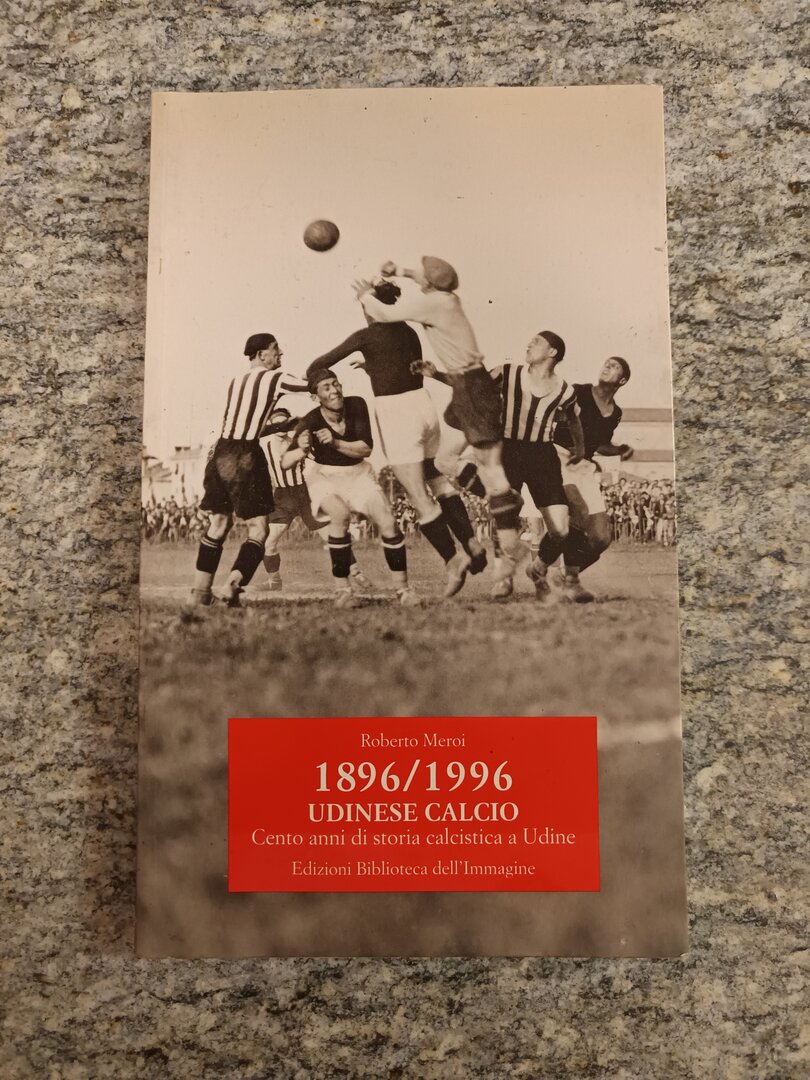 Roberto Meroi
1896/1996
UDINESE CALCIO
Cento anni di storia calcistica a Udine
Edizioni Biblioteca dell'Immagine